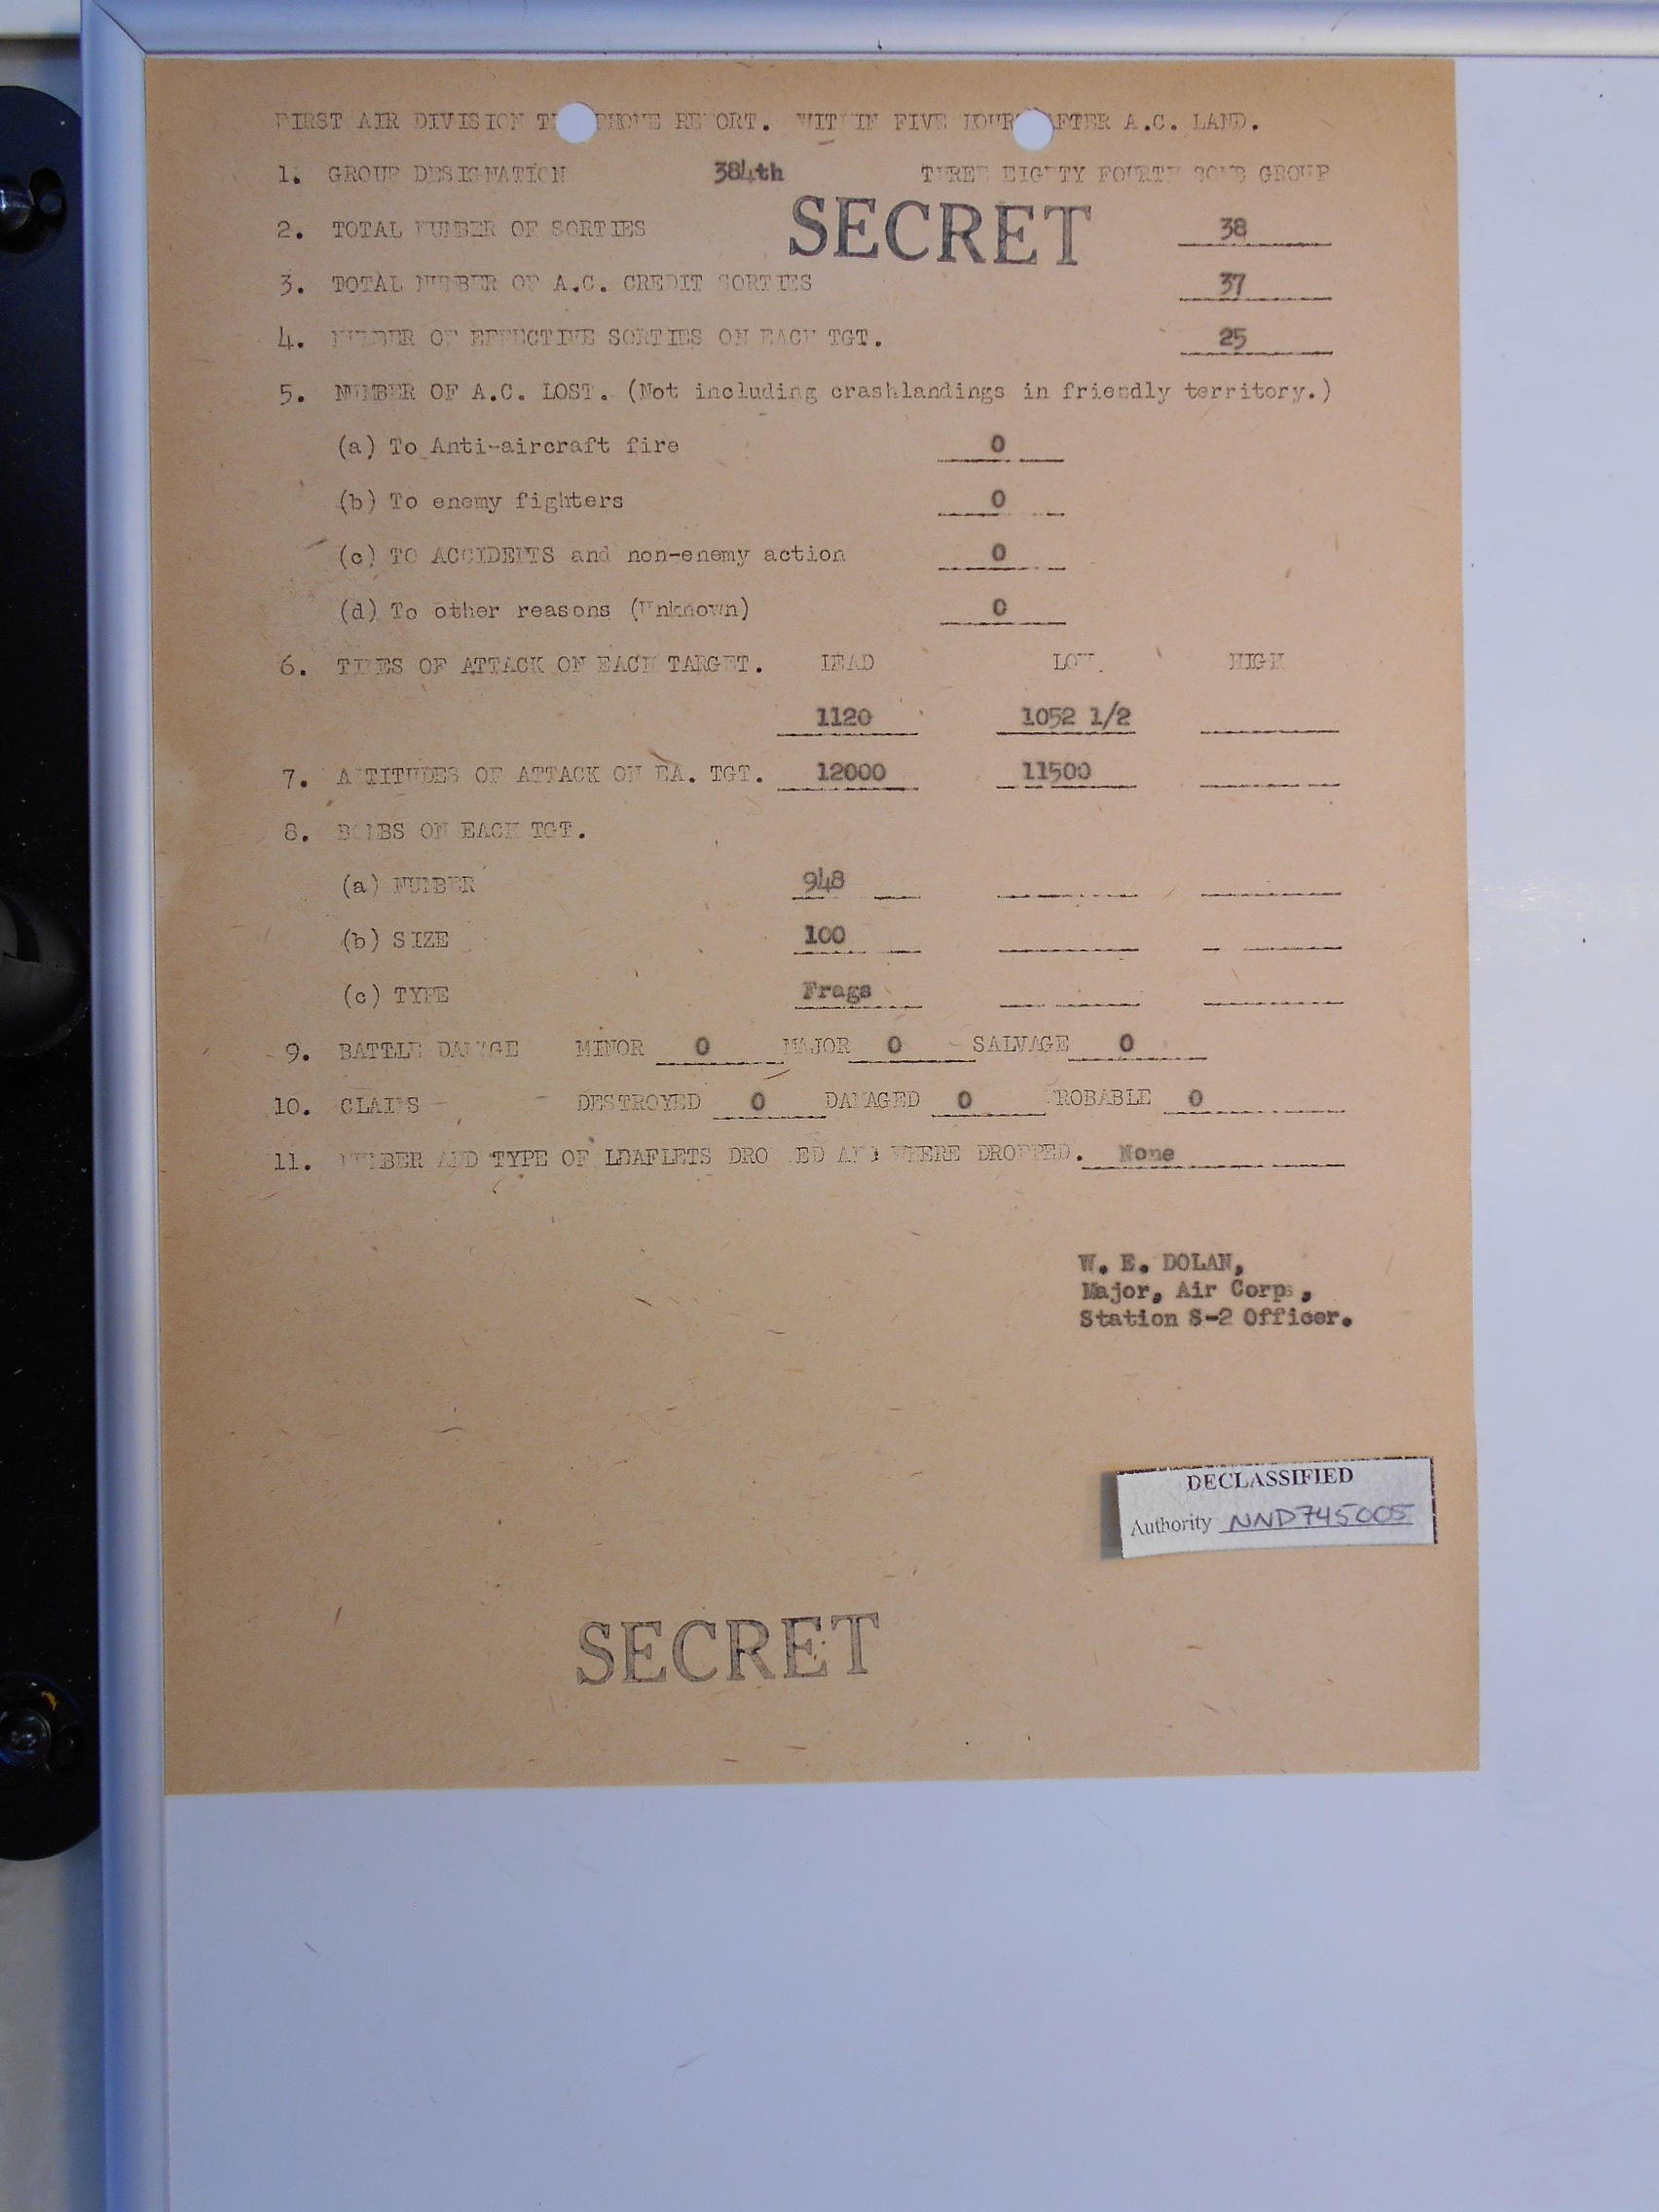 FIRST AIR DIVISION REPORT. WITHIN FIVE HOURS AFTER A.C. LAND.
1. GROUP DESIGNATION 384th THREE EIGHTY FOURTH BOMB GROUP
SECRET
2. TOTAL NUMBER OF SORTIES 38
3. TOTAL NUMBER OF A.C. CREDIT SORTIES 37
4. NUMBER OF EFFECTIVE SORTIES ON EACH TGT. 25
5. NUMBER OF A.C. LOST. (Not including crashlandings in friendly territory.)
(a) To Anti-aircraft fire 0
(b) To enemy fighters 0
(c) TO ACCIDENTS and non-enemy action 0
(d) To other reasons (Unknown) 0
6. TIMES OF ATTACK ON EACH TARGET. LEAD LOW. HIGH
1120 1052 1/2
7. ALTITUDES OF ATTACK ON EA. TGT. 12000 11500
8. BOMBS ON EACH TGT.
(a) NUMBER 948
(b) SIZE 100
(c) TYPE Frags
9. BATTLE DAMAGE MINOR 0 MAJOR 0 SALVAGE 0
10. CLAIMS - DESTROYED 0 DAMAGED 0 PROBABLE 0
11. NUMBER AND TYPE OF LDAFLETS DROPPED AND WHERE DROPPED. None
W. E. DOLAN,
Major, Air Corps,
Station S-2 Officer.
DECLASSIFIED
Authority NND745005
SECRET